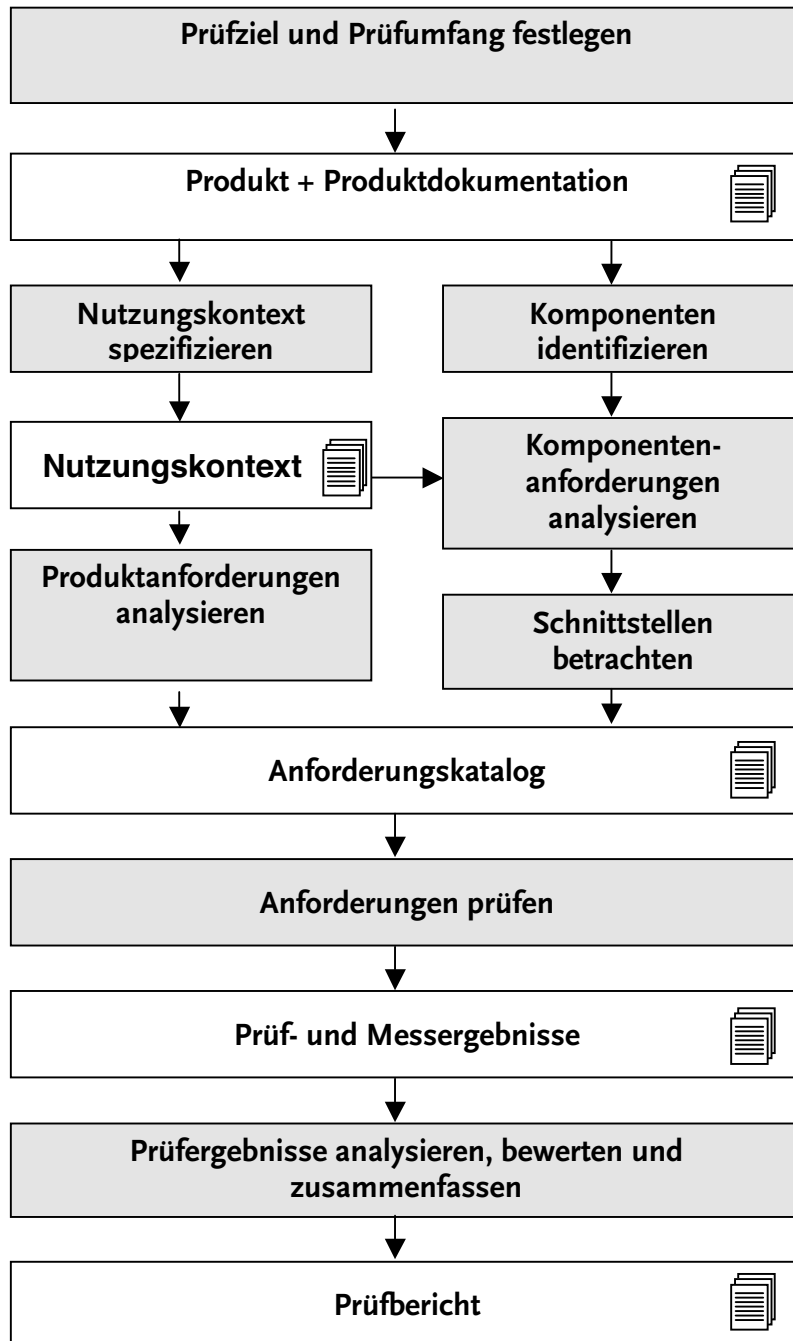 Prüfziel und Prüfumfang festlegen
Produkt + Produktdokumentation
Nutzungskontext
spezifizieren
Komponenten
identifizieren
Nutzungskontext
Komponenten-
anforderungen
analysieren
Produktanforderungen
analysieren
Schnittstellen
betrachten
Anforderungskatalog
Anforderungen prüfen
Prüf- und Messergebnisse
Prüfergebnisse analysieren, bewerten und
zusammenfassen
Prüfbericht